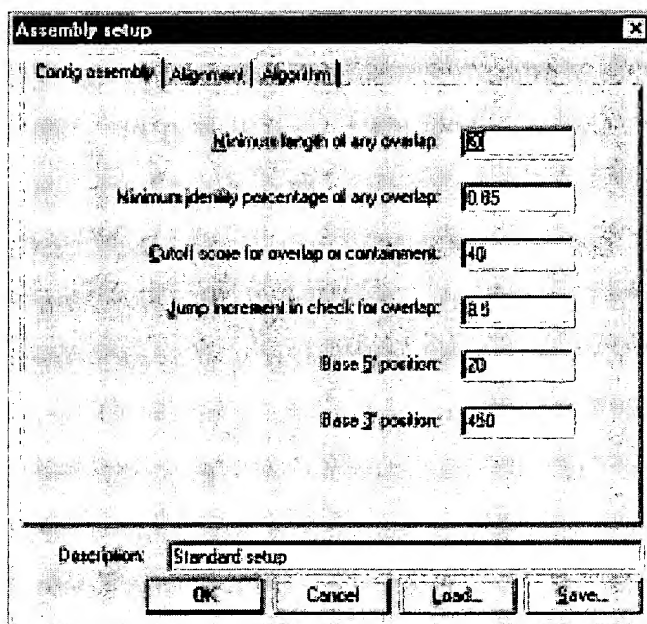 Assembly setup
Contig assembly Alignment Algorithm
Minimum length of any overlap:
Minimum identity percentage of any overlap: 0.85
Cutoff score for overlap or containment: 40
Jump increment in check for overlap:
Base 5' position: 20
Base 3' position: 450
Description: Standard setup
OK Cancel Load... Save...